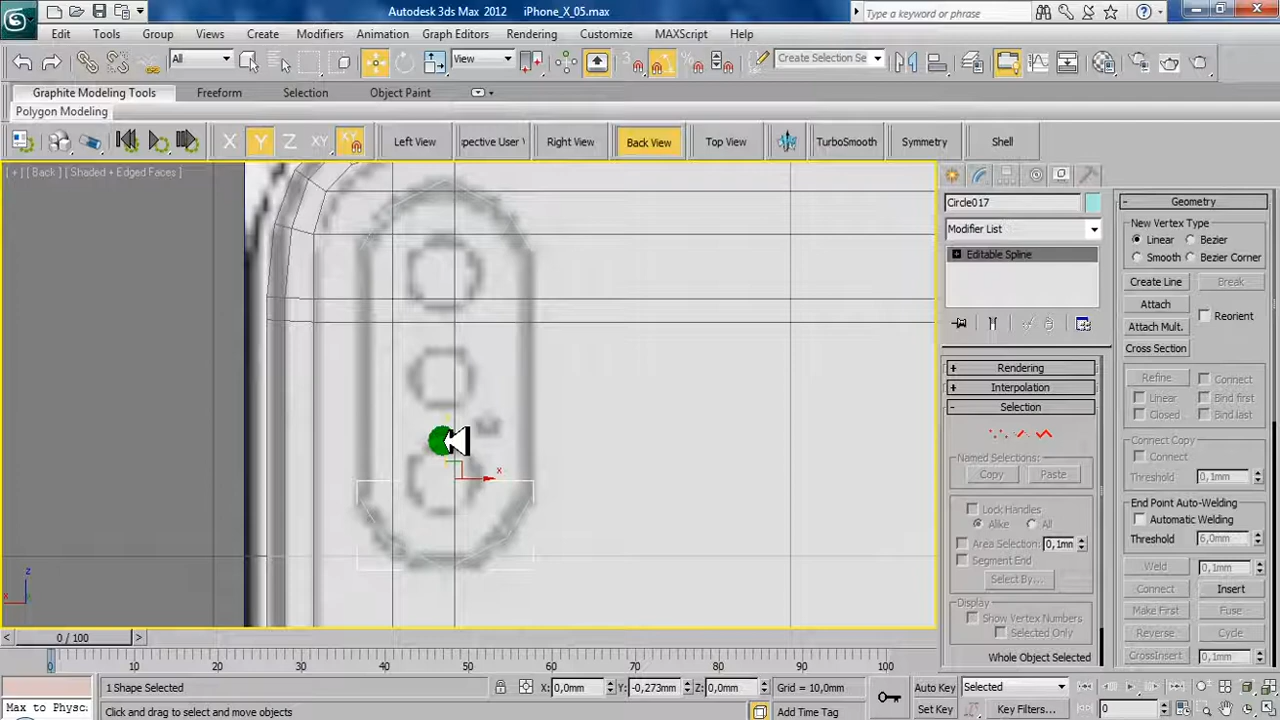 Autodesk 3ds Max 2012 iPhone_X_05.max
Type a keyword or phrase
Edit Tools Group Views Create Modifiers Animation Graph Editors Rendering Customize MAXScript Help
All View 3 Create Selection Se
Graphite Modeling Tools Freeform Selection Object Paint
Polygon Modeling
X Y Z XY XY Left View pective User \ Right View Back View Top View TurboSmooth Symmetry Shell
[ + ] [ Back ] [ Shaded + Edged Faces ]
Circle017
Modifier List
Editable Spline
Rendering
Interpolation
Selection
Named Selections:
Copy Paste
Lock Handles
Alike All
Area Selection: 0,1mm
Segment End
Select By...
Display
Show Vertex Numbers
Selected Only
Whole Object Selected
Geometry
New Vertex Type
Linear Bezier
Smooth Bezier Corner
Create Line Break
Attach Reorient
Attach Mult.
Cross Section
Refine Connect
Linear Bind first
Closed Bind last
Connect Copy
Connect
Threshold 0,1mm
End Point Auto-Welding
Automatic Welding
Threshold 6,0mm
Weld 0,1mm
Connect Insert
Make First Fuse
Reverse Cycle
CrossInsert 0,1mm
x
z
x
0 / 100
0 10 20 30 40 50 60 70 80 90 100
1 Shape Selected X: 0,0mm Y: -0,273mm Z: 0,0mm Grid = 10,0mm Auto Key Selected
Max to Physc. Click and drag to select and move objects Add Time Tag Set Key Key Filters... 0